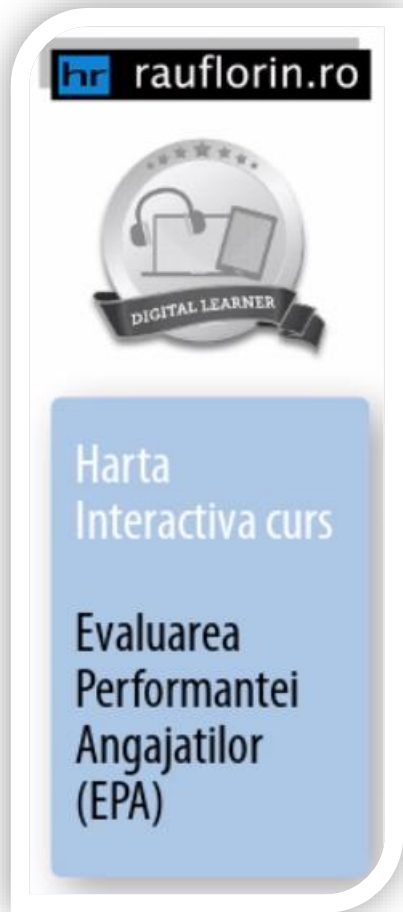 hr rauflorin.ro
DIGITAL LEARNER
Harta
Interactiva curs
Evaluarea
Performantei
Angajatilor
(EPA)